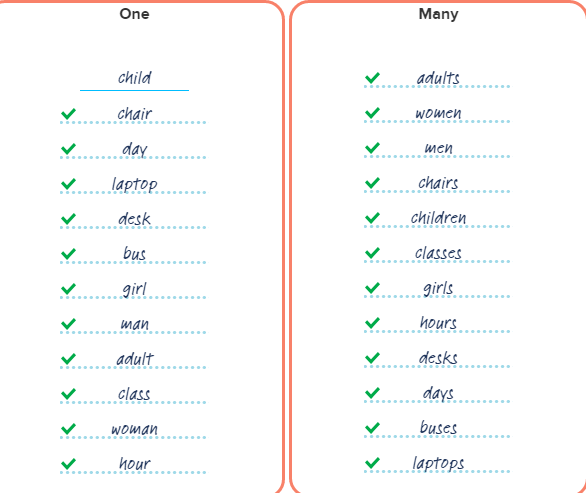 One
child
chair
day
laptop
desk
bus
girl
man
adult
class
woman
hour
Many
adults
women
men
chairs
children
classes
girls
hours
desks
days
buses
laptops